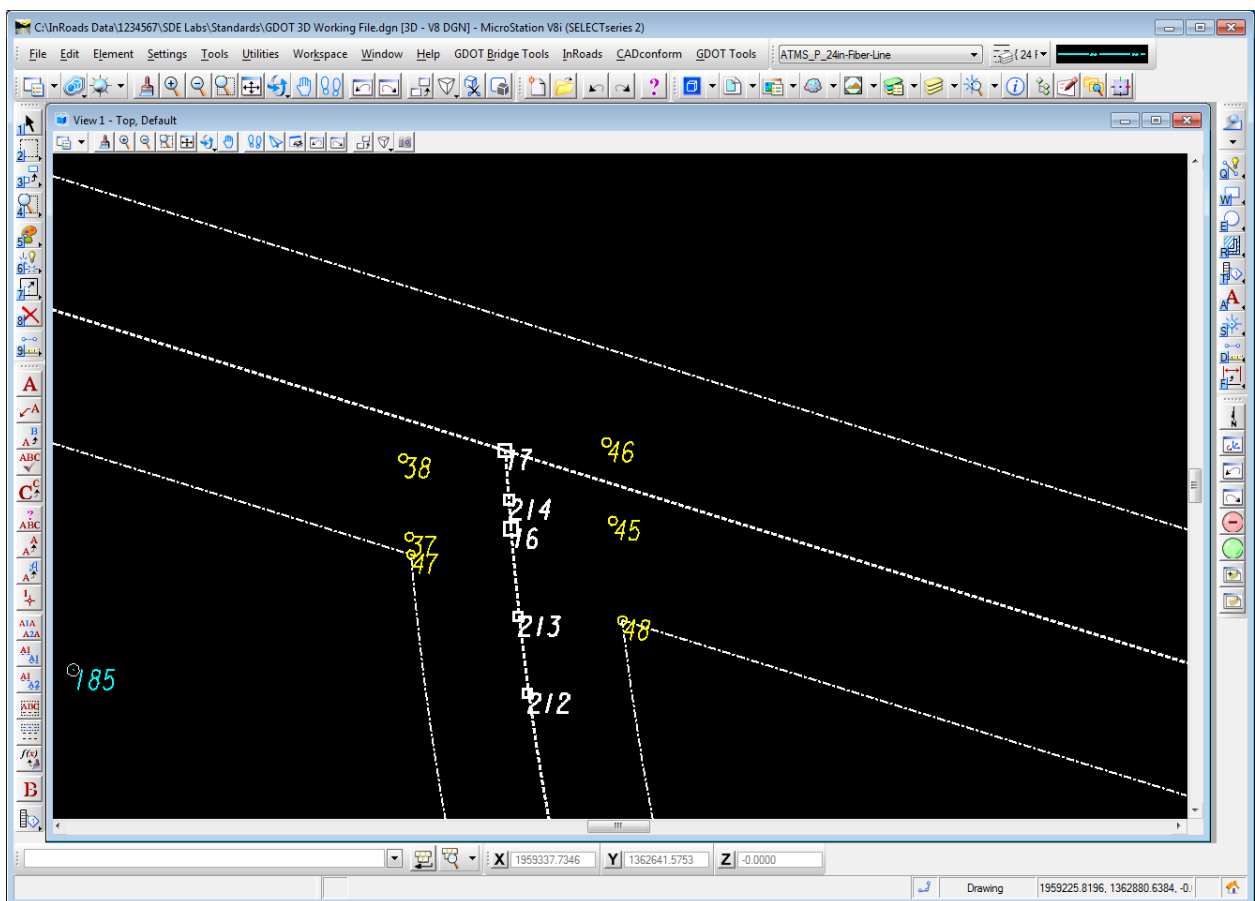 C:\InRoads Data\1234567\SDE Labs\Standards\GDOT 3D Working File.dgn [3D - V8 DGN] - MicroStation V8i (SELECTseries 2)
File Edit Element Settings Tools Utilities Workspace Window Help GDOT Bridge Tools InRoads CADconform GDOT Tools ATMS_P_24in-Fiber-Line
View 1 - Top, Default
38
17
46
214
16
45
37
47
213
48
185
212
X 1959337.7346 Y 1362641.5753 Z -0.0000
Drawing 1959225.8196, 1362880.6384, -0.